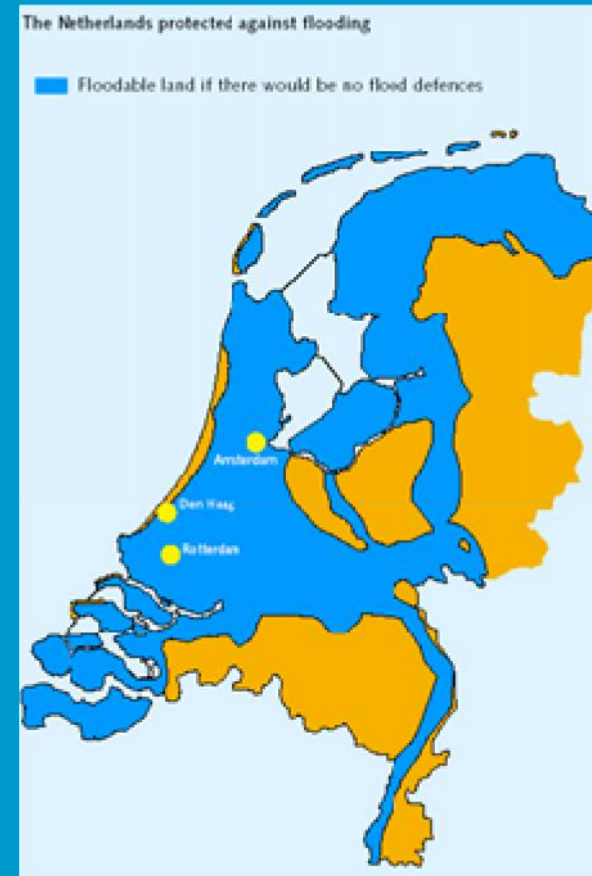 The Netherlands protected against flooding
Floodable land if there would be no flood defences
Amsterdam
Den Haag
Rotterdam